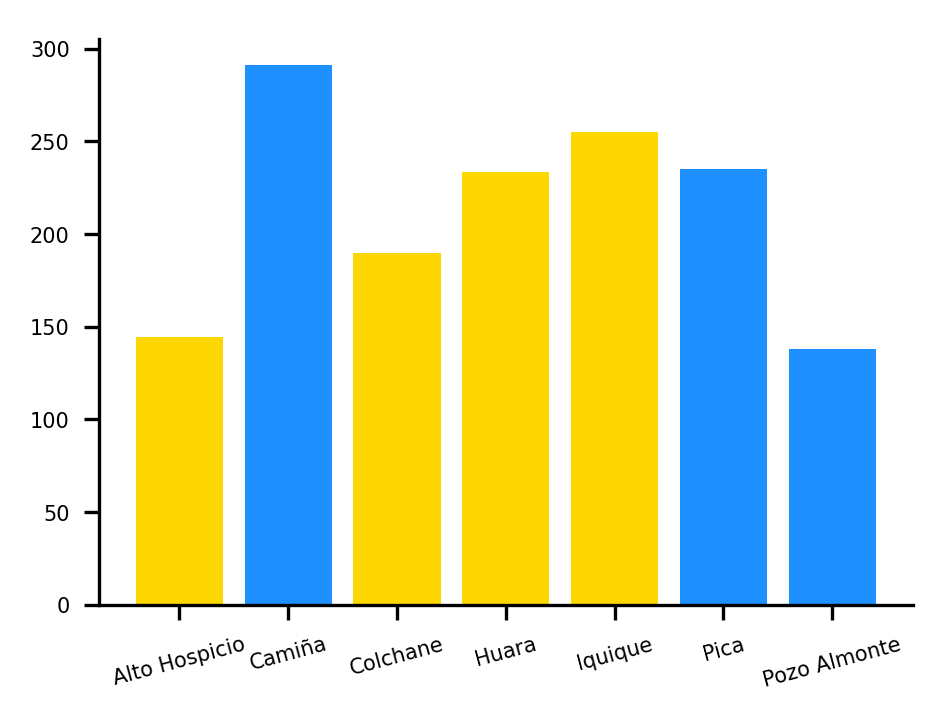 300
250
200
150
100
50
0
Alto Hospicio
Camiña
Colchane
Huara
Iquique
Pica
Pozo Almonte